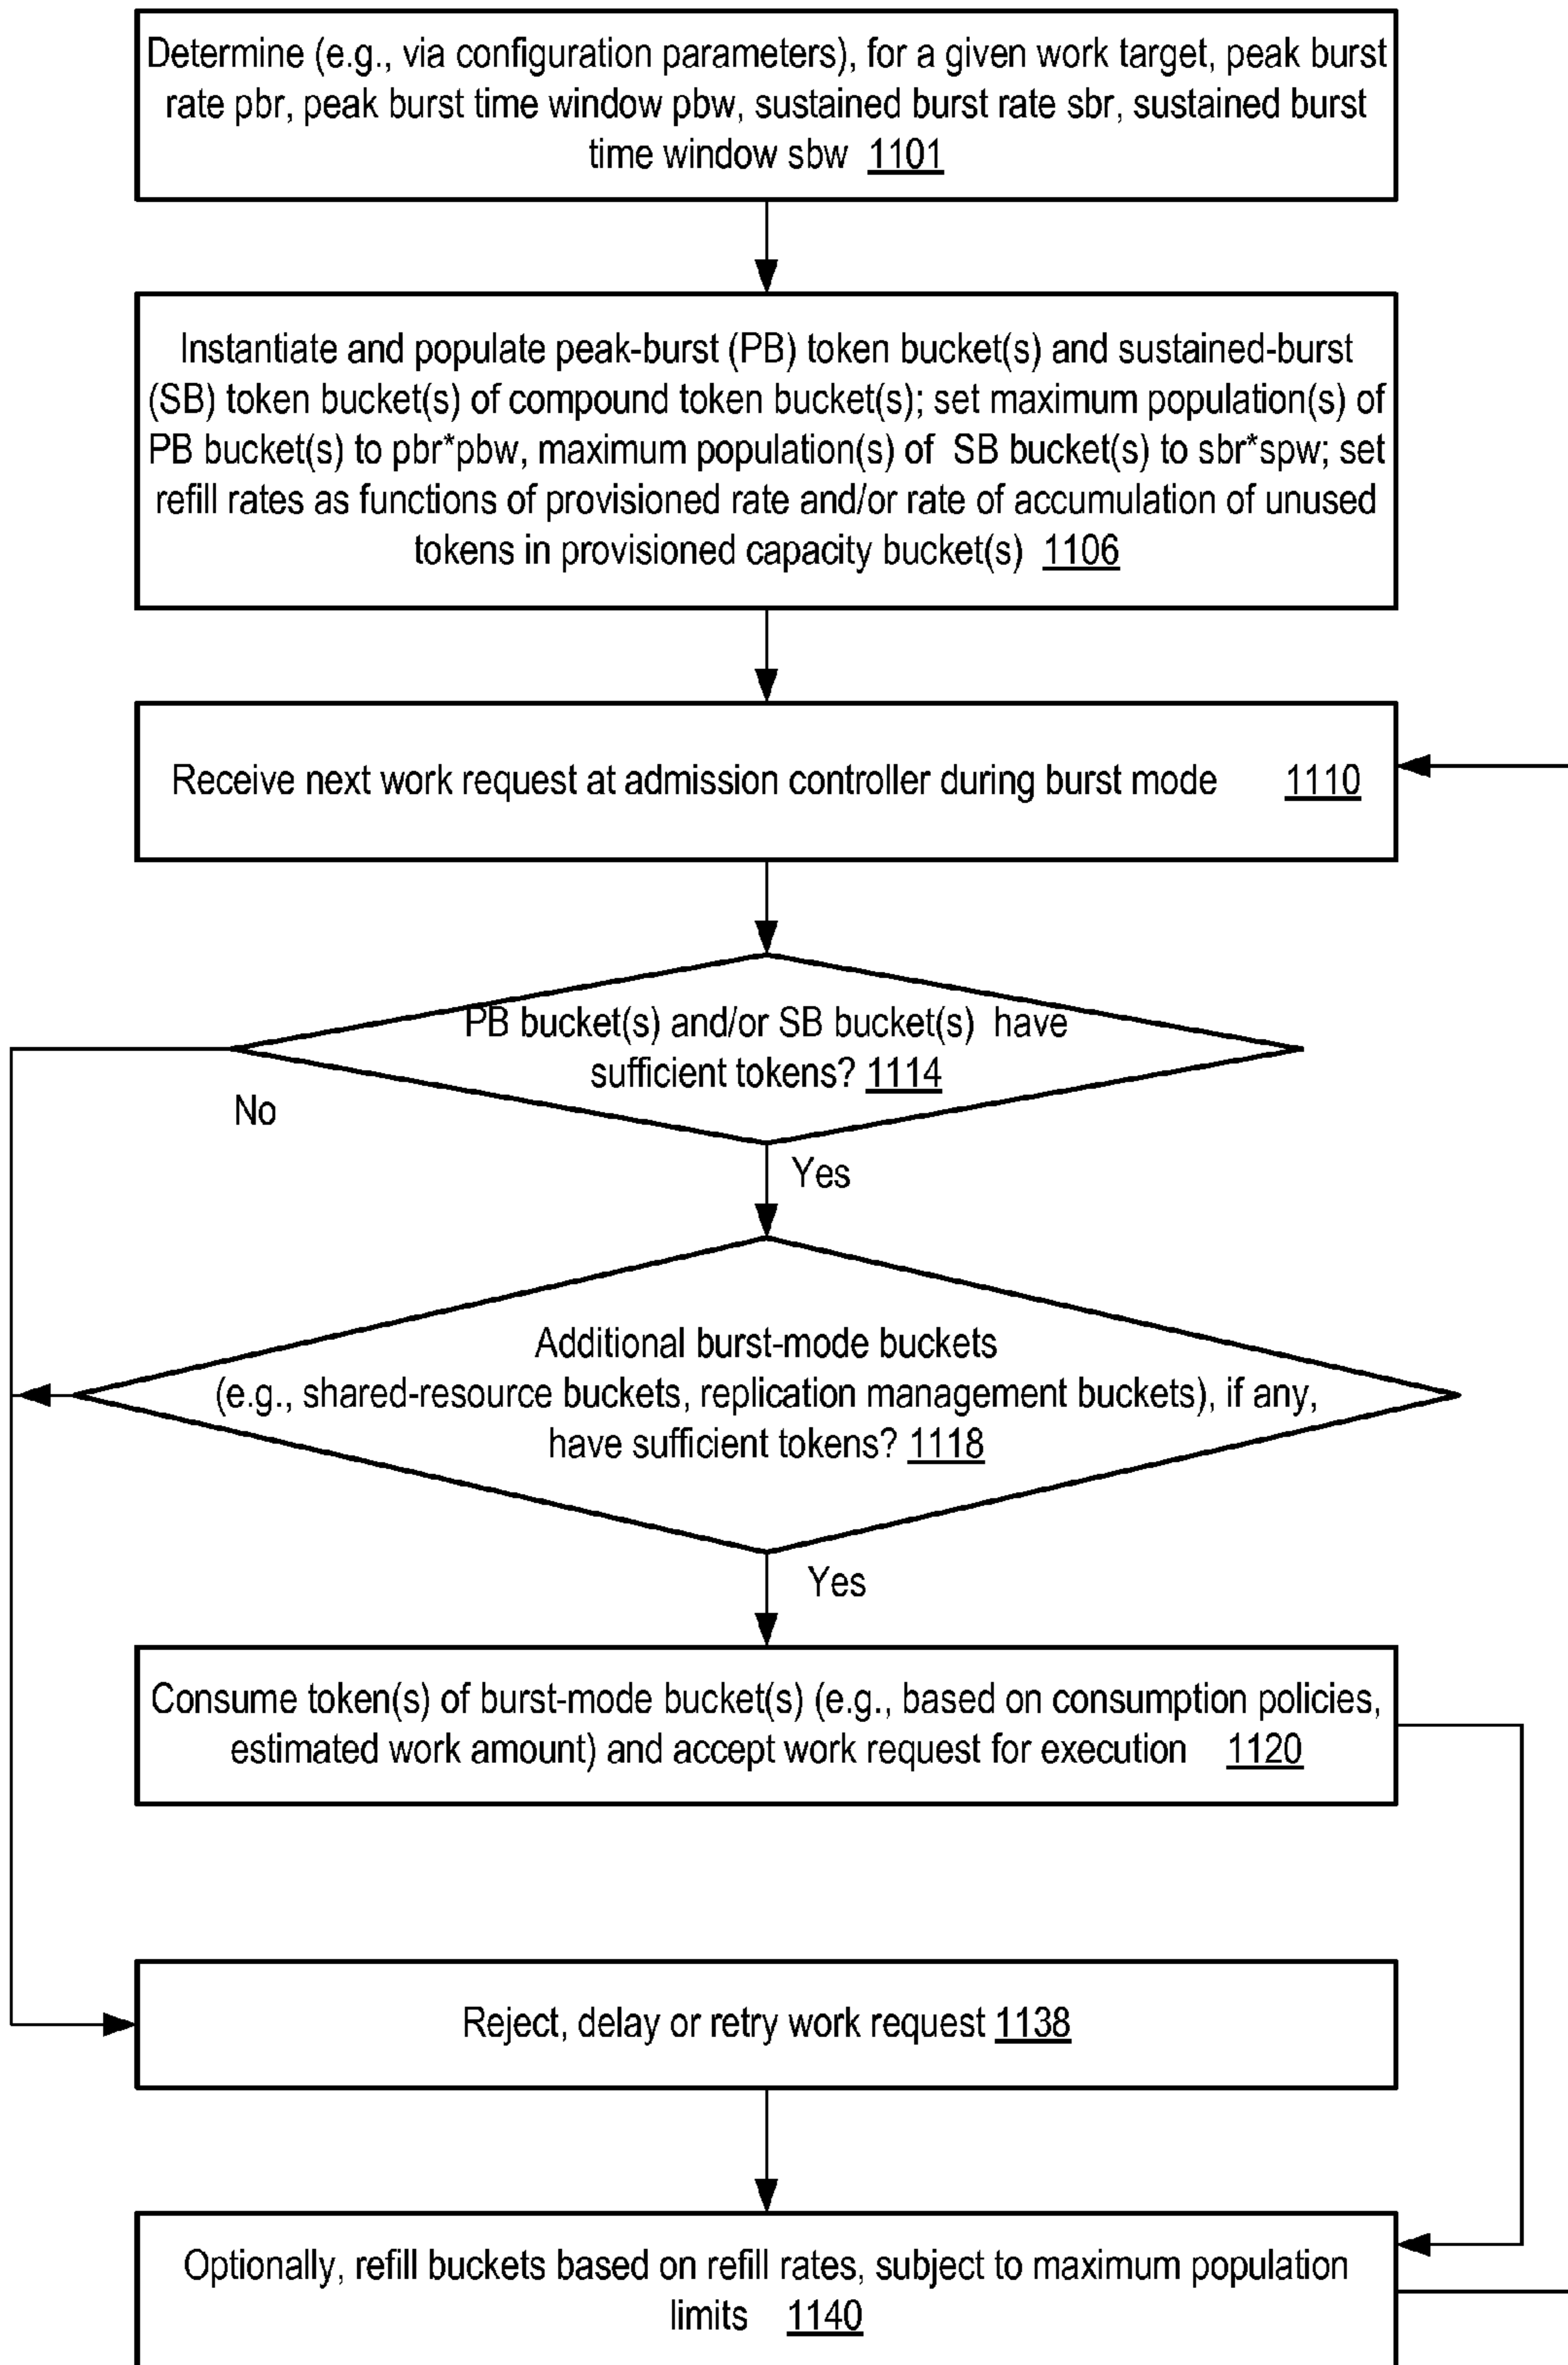 Determine (e.g., via configuration parameters), for a given work target, peak burst
rate pbr, peak burst time window pbw, sustained burst rate sbr, sustained burst
time window sbw 1101
Instantiate and populate peak-burst (PB) token bucket(s) and sustained-burst
(SB) token bucket(s) of compound token bucket(s); set maximum population(s) of
PB bucket(s) to pbr*pbw, maximum population(s) of SB bucket(s) to sbr*spw; set
refill rates as functions of provisioned rate and/or rate of accumulation of unused
tokens in provisioned capacity bucket(s) 1106
Receive next work request at admission controller during burst mode 1110
PB bucket(s) and/or SB bucket(s) have
sufficient tokens? 1114
No
Yes
Additional burst-mode buckets
(e.g., shared-resource buckets, replication management buckets), if any,
have sufficient tokens? 1118
Yes
Consume token(s) of burst-mode bucket(s) (e.g., based on consumption policies,
estimated work amount) and accept work request for execution 1120
Reject, delay or retry work request 1138
Optionally, refill buckets based on refill rates, subject to maximum population
limits 1140